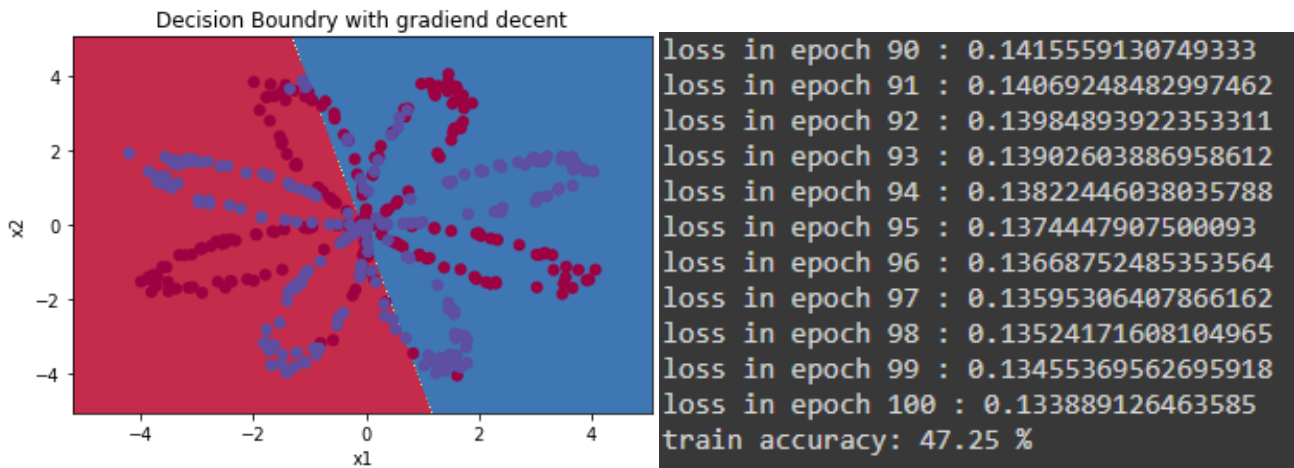 Decision Boundry with gradiend decent
4
2
0
−2
−4
x2
−4
−2
0
2
4
x1
loss in epoch 90 : 0.1415559130749333
loss in epoch 91 : 0.14069248482997462
loss in epoch 92 : 0.13984893922353311
loss in epoch 93 : 0.13902603886958612
loss in epoch 94 : 0.13822446038035788
loss in epoch 95 : 0.1374447907500093
loss in epoch 96 : 0.13668752485353564
loss in epoch 97 : 0.13595306407866162
loss in epoch 98 : 0.13524171608104965
loss in epoch 99 : 0.13455369562695918
loss in epoch 100 : 0.133889126463585
train accuracy: 47.25 %